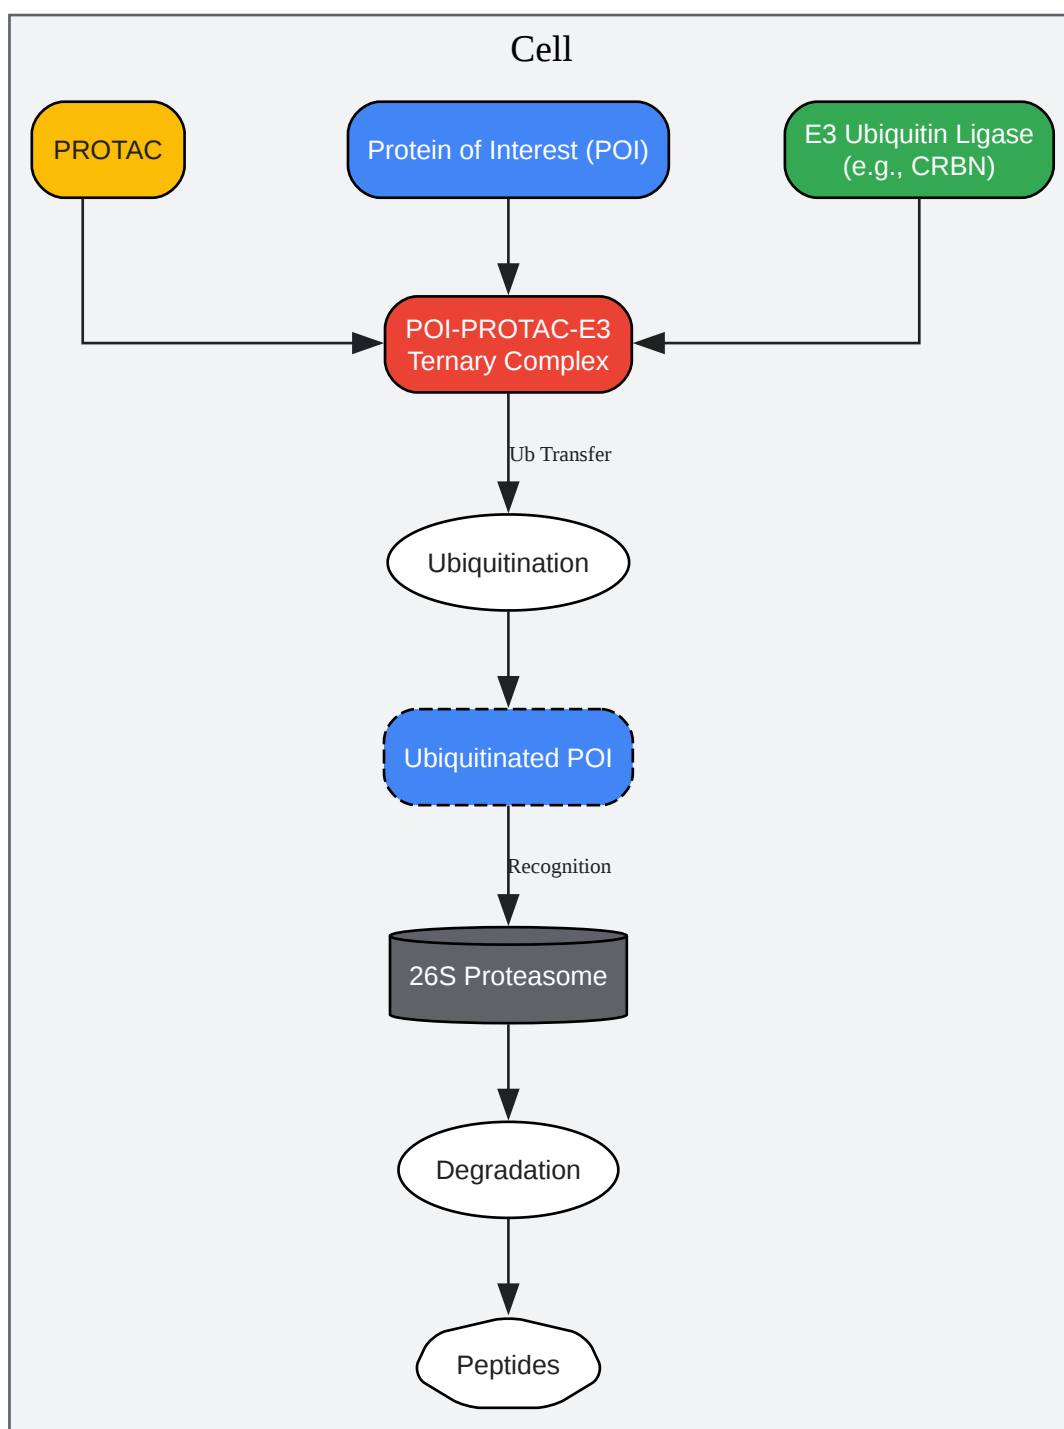 Cell
PROTAC
Protein of Interest (POI)
E3 Ubiquitin Ligase
(e.g., CRBN)
POI-PROTAC-E3
Ternary Complex
Ub Transfer
Ubiquitination
Ubiquitinated POI
Recognition
26S Proteasome
Degradation
Peptides